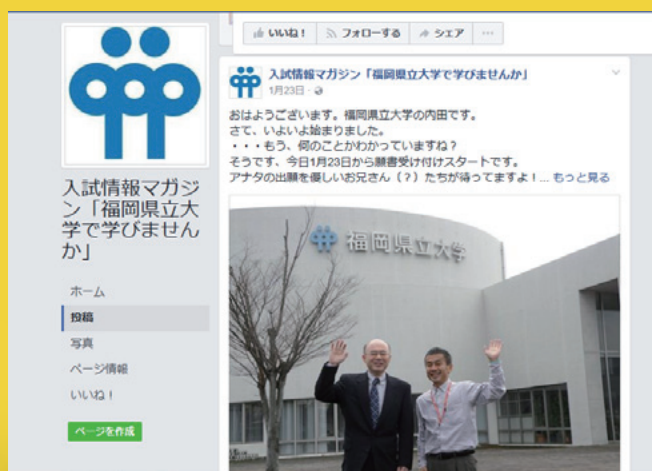 いいね！ フォローする シェア …
入試情報マガジン「福岡県立大学で学びませんか」
1月23日
おはようございます。福岡県立大学の内田です。
さて、いよいよ始まりました。
・・・もう、何のことかわかっていますね？
そうです、今日1月23日から願書受け付けスタートです。
アナタの出願を優しいお兄さん（？）たちが待ってますよ！... もっと見る
福岡県立大学
入試情報マガジ
ン「福岡県立大
学で学びません
か」
ホーム
投稿
写真
ページ情報
いいね！
ページを作成